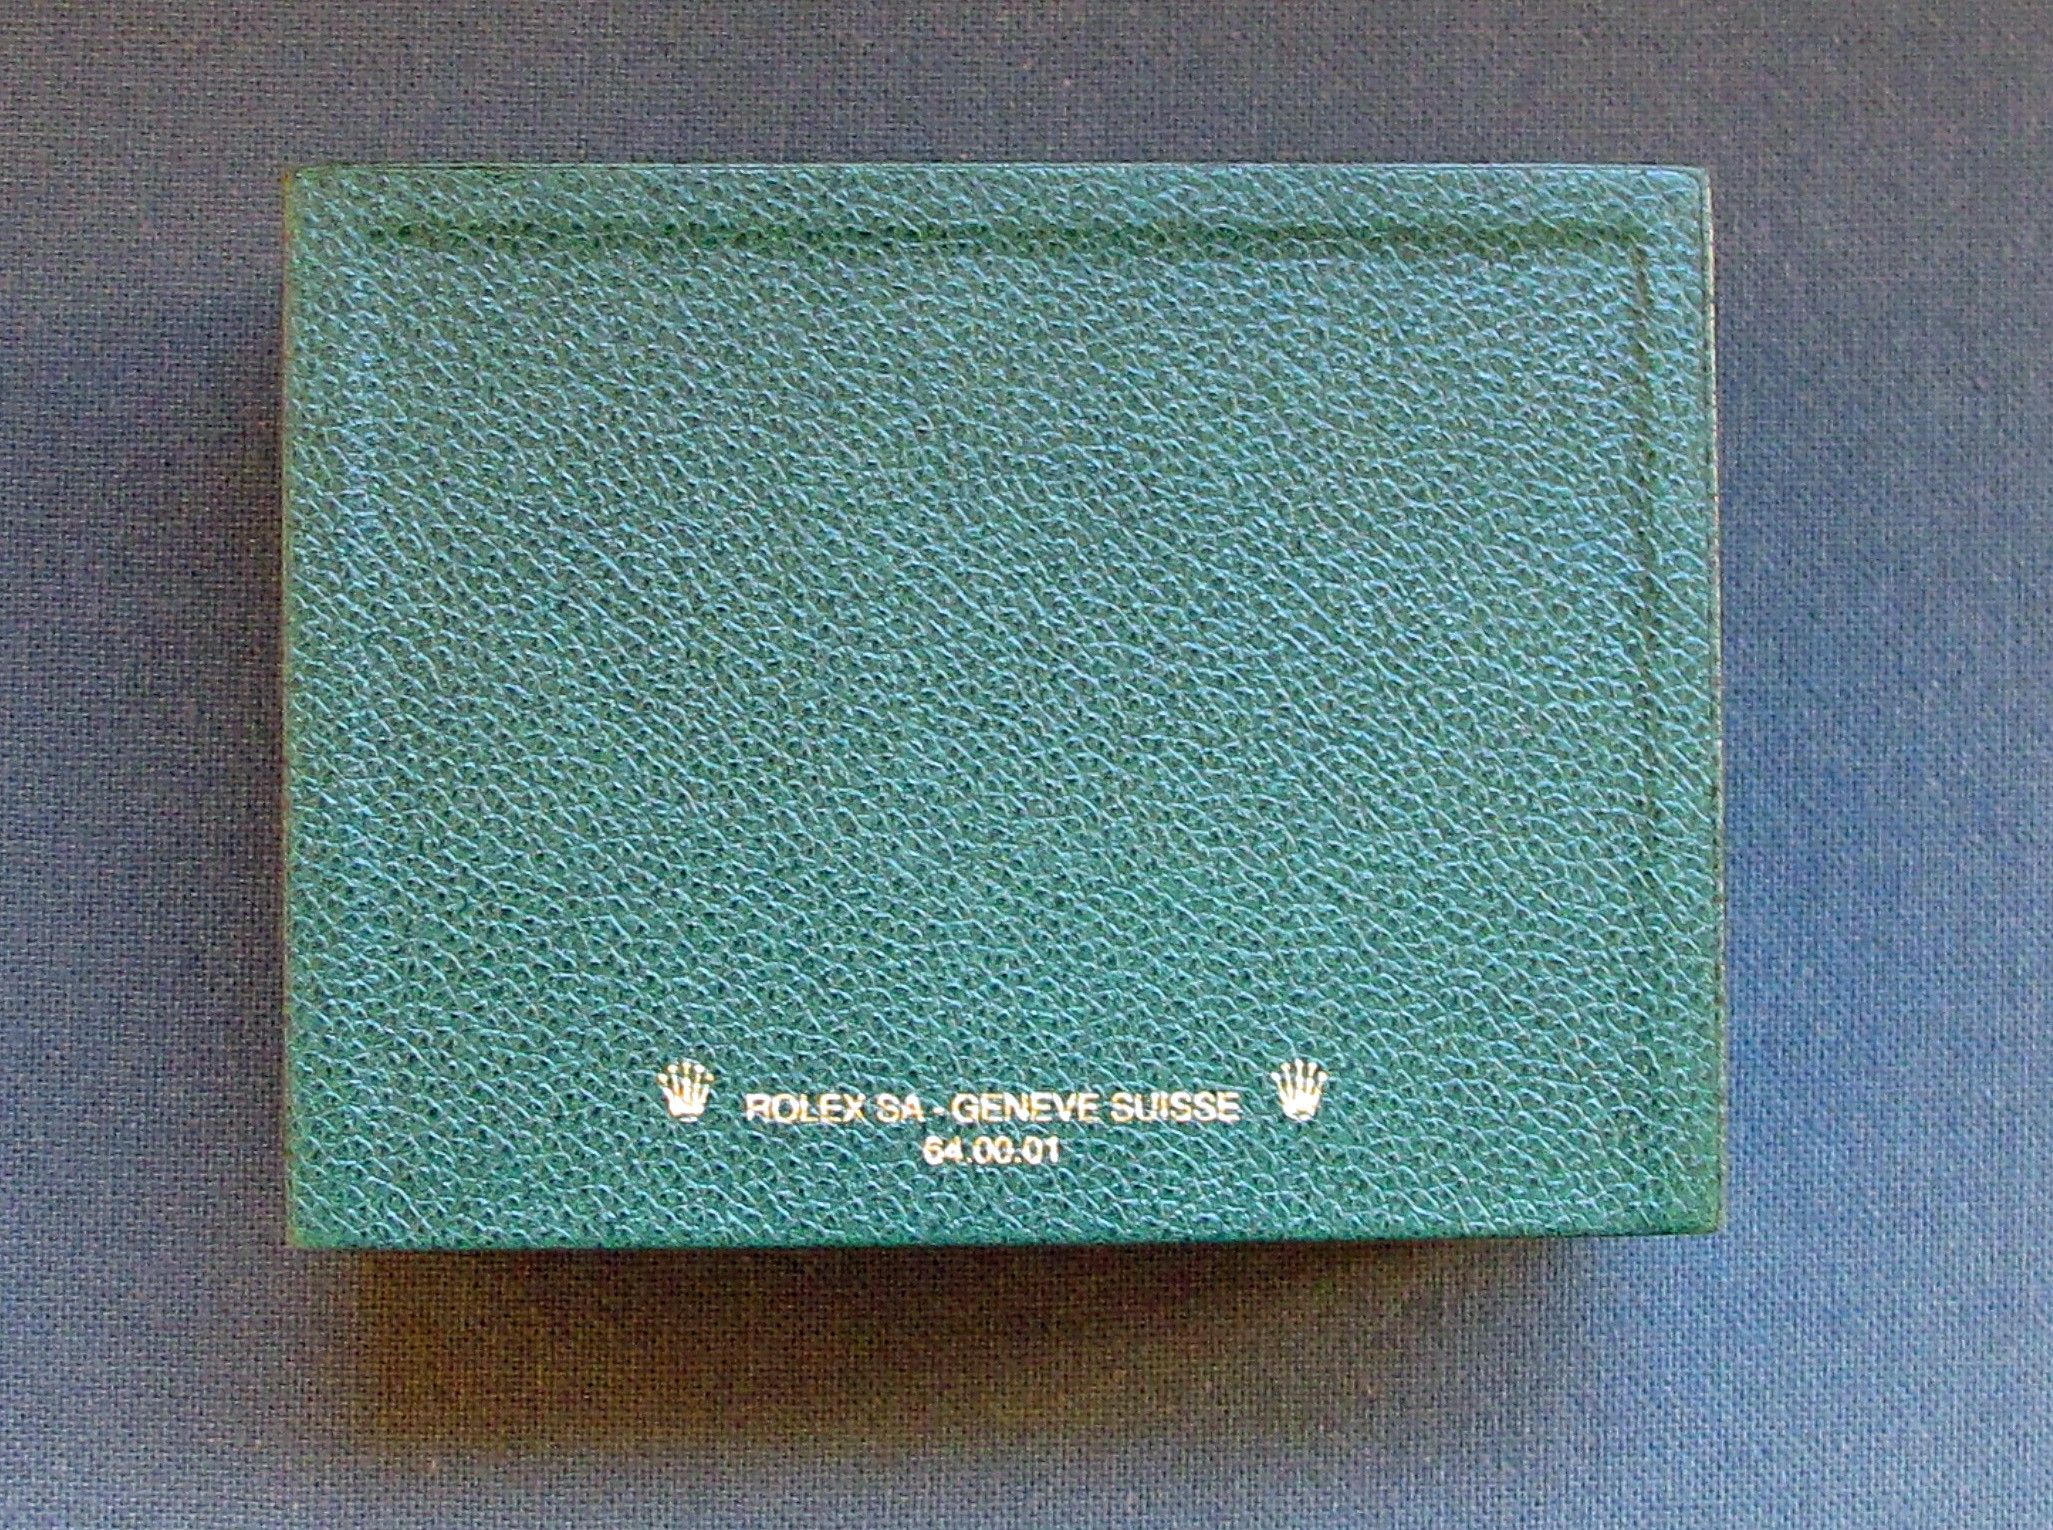 ROLEX SA - GENEVE SUISSE
64.00.01